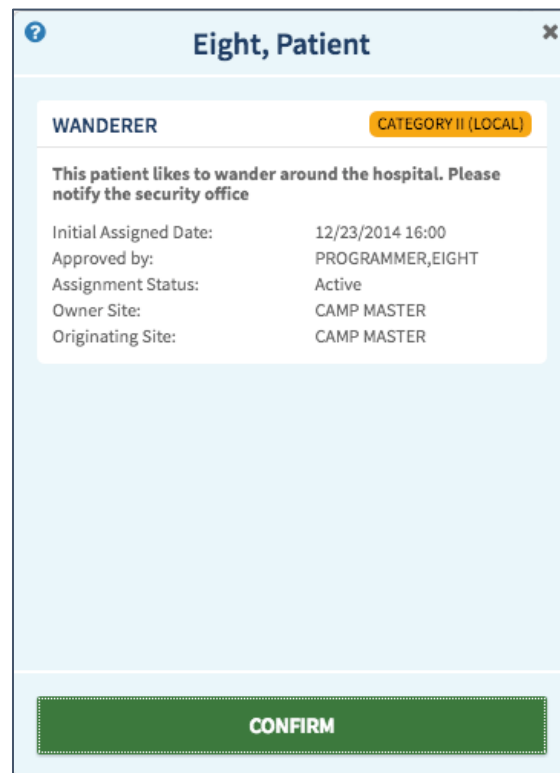 Eight, Patient
WANDERER CATEGORY II (LOCAL)
This patient likes to wander around the hospital. Please
notify the security office
Initial Assigned Date: 12/23/2014 16:00
Approved by: PROGRAMMER,EIGHT
Assignment Status: Active
Owner Site: CAMP MASTER
Originating Site: CAMP MASTER
CONFIRM